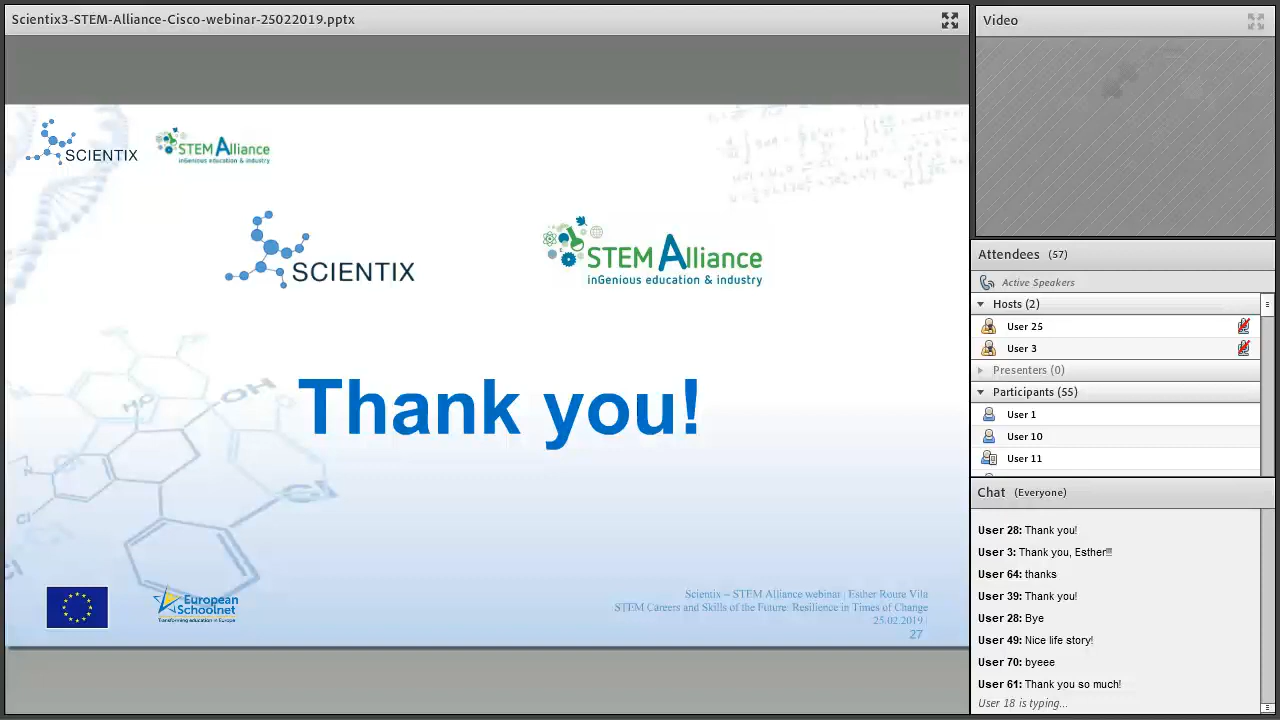 Scientix3-STEM-Alliance-Cisco-webinar-25022019.pptx
SCIENTIX
STEM Alliance
inGenious education & industry
SCIENTIX
STEM Alliance
inGenious education & industry
Thank you!
OH
HO
N
Cl
Cl
European
Schoolnet
Transforming education in Europe
Scientix – STEM Alliance webinar | Esther Roure Vila
STEM Careers and Skills of the Future: Resilience in Times of Change
25.02.2019 |
27
Video
Attendees (57)
Active Speakers
Hosts (2)
User 25
User 3
Presenters (0)
Participants (55)
User 1
User 10
User 11
Chat (Everyone)
User 28: Thank you!
User 3: Thank you, Esther!!!
User 64: thanks
User 39: Thank you!
User 28: Bye
User 49: Nice life story!
User 70: byeee
User 61: Thank you so much!
User 18 is typing...